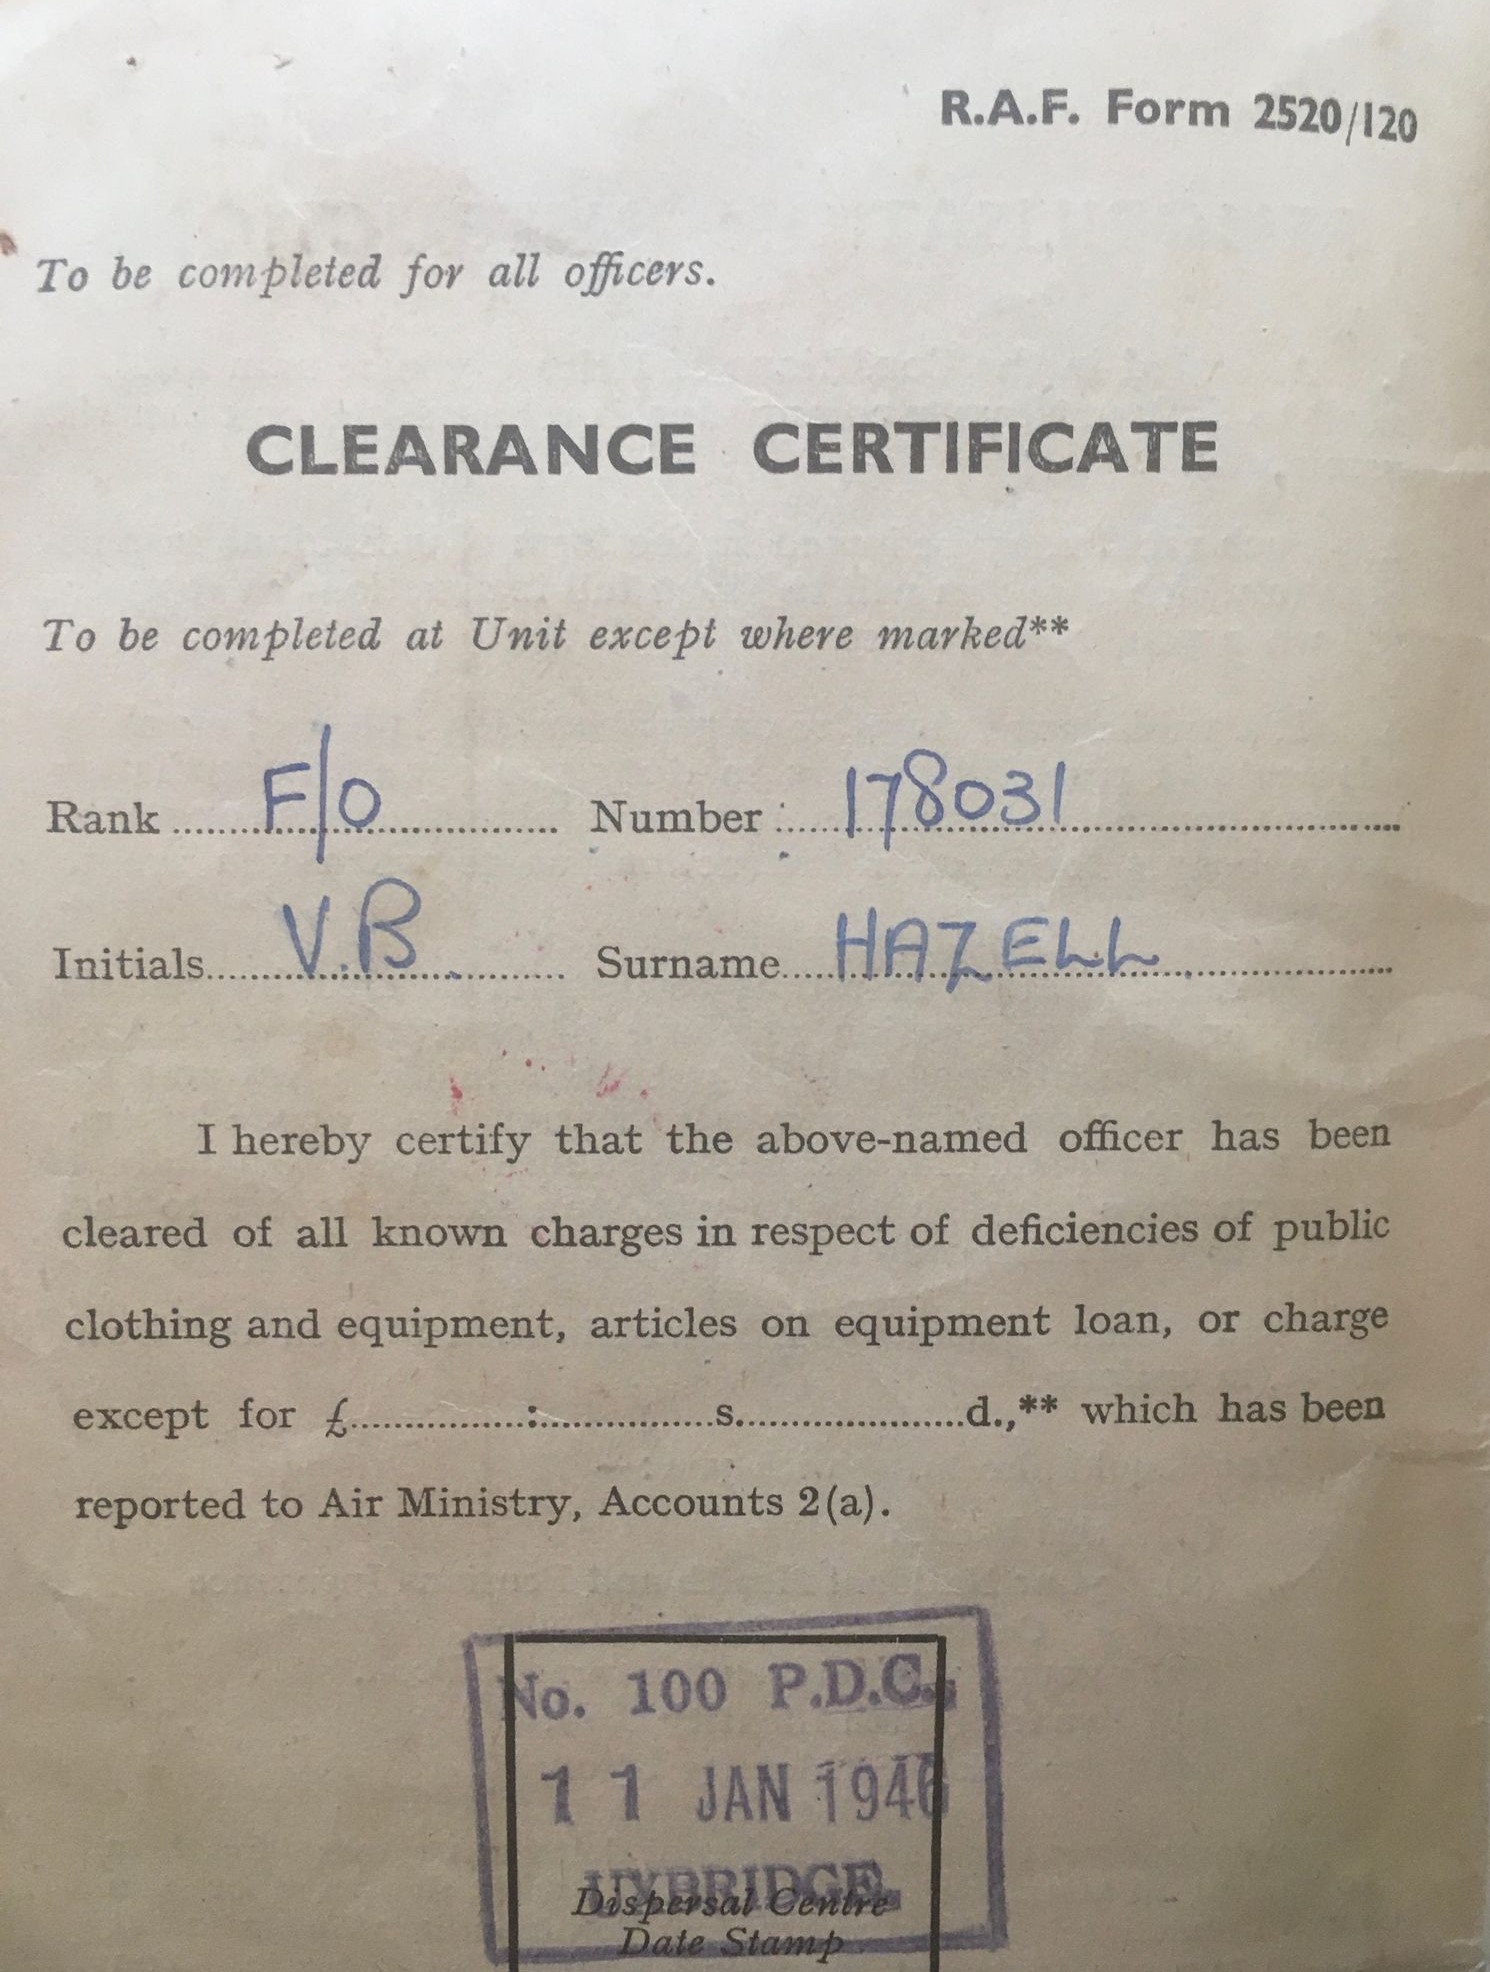 R.A.F. Form 2520/120
To be completed for all officers.
CLEARANCE CERTIFICATE
To be completed at Unit except where marked**
Rank ........ F/O ........ Number ........ 178031 ........
Initials ........ V.B. ........ Surname ........ HAZELL. ........
I hereby certify that the above-named officer has been
cleared of all known charges in respect of deficiencies of public
clothing and equipment, articles on equipment loan, or charge
except for £................:................s....................d.,** which has been
reported to Air Ministry, Accounts 2(a).
No. 100 P.D.C.
11 JAN 1946
UXBRIDGE.
Dispersal Centre
Date Stamp